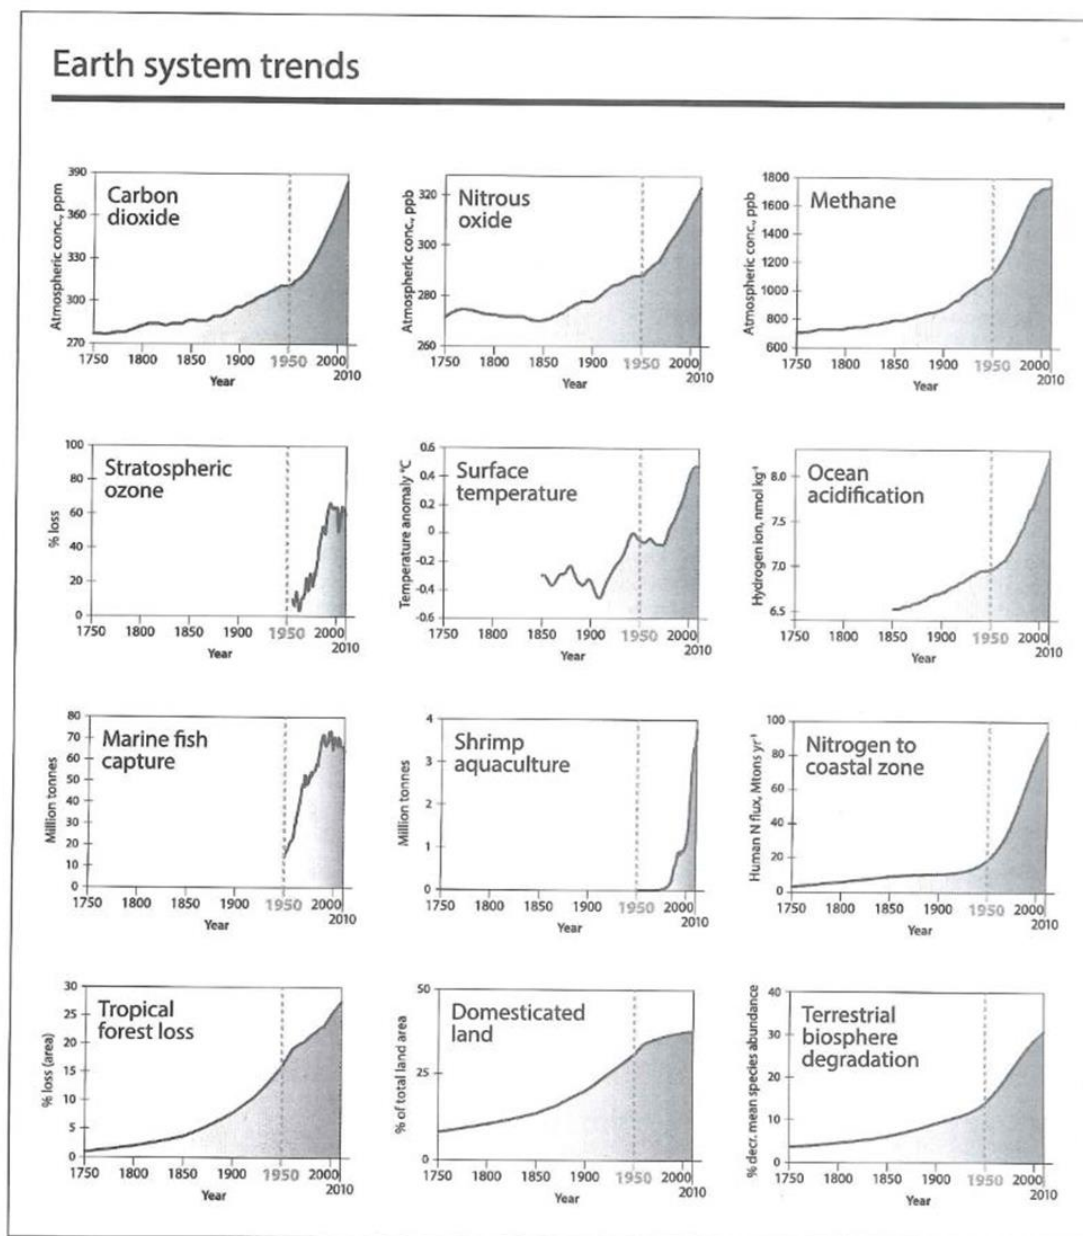 Earth system trends
Carbon
dioxide
Atmospheric conc., ppm
390
360
330
300
270
1750 1800 1850 1900 1950 2000
2010
Year
Nitrous
oxide
Atmospheric conc., ppb
320
300
280
260
1750 1800 1850 1900 1950 2000
2010
Year
Methane
Atmospheric conc., ppb
1800
1600
1400
1200
1000
800
600
1750 1800 1850 1900 1950 2000
2010
Year
Stratospheric
ozone
% loss
100
80
60
40
20
0
1750 1800 1850 1900 1950 2000
2010
Year
Surface
temperature
Temperature anomaly °C
0.6
0.4
0.2
0
-0.2
-0.4
-0.6
1750 1800 1850 1900 1950 2000
2010
Year
Ocean
acidification
Hydrogen ion, nmol kg⁻¹
8.0
7.5
7.0
6.5
1750 1800 1850 1900 1950 2000
2010
Year
Marine fish
capture
Million tonnes
80
70
60
50
40
30
20
10
0
1750 1800 1850 1900 1950 2000
2010
Year
Shrimp
aquaculture
Million tonnes
4
3
2
1
0
1750 1800 1850 1900 1950 2000
2010
Year
Nitrogen to
coastal zone
Human N flux, Mtons yr⁻¹
100
80
60
40
20
0
1750 1800 1850 1900 1950 2000
2010
Year
Tropical
forest loss
% loss (area)
30
25
20
15
10
5
0
1750 1800 1850 1900 1950 2000
2010
Year
Domesticated
land
% of total land area
50
25
0
1750 1800 1850 1900 1950 2000
2010
Year
Terrestrial
biosphere
degradation
% decr. mean species abundance
40
30
20
10
0
1750 1800 1850 1900 1950 2000
2010
Year